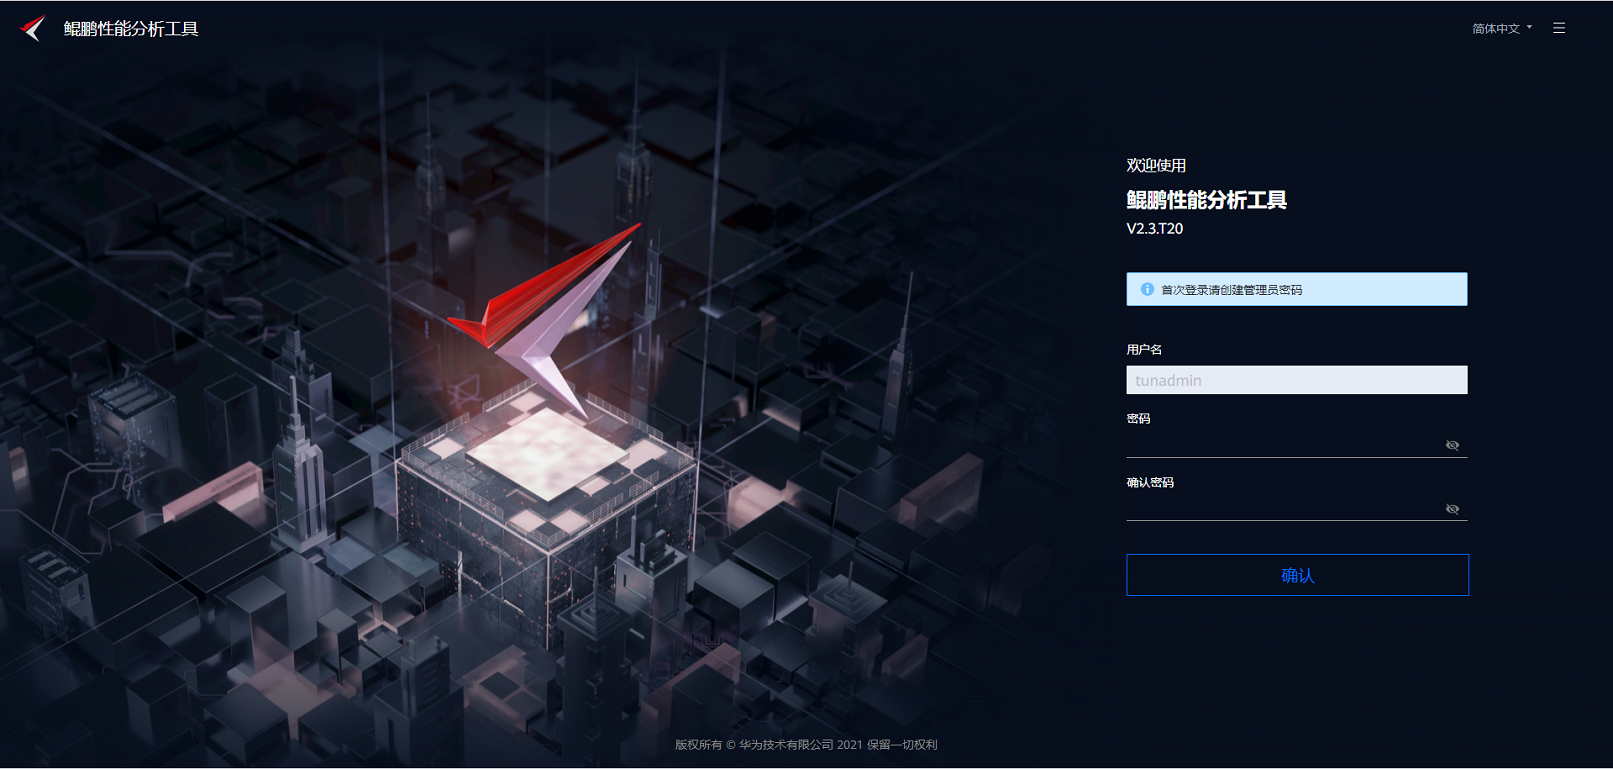 鲲鹏性能分析工具
简体中文
欢迎使用
鲲鹏性能分析工具
V2.3.T20
首次登录请创建管理员密码
用户名
tunadmin
密码
确认密码
确认
版权所有 © 华为技术有限公司 2021 保留一切权利